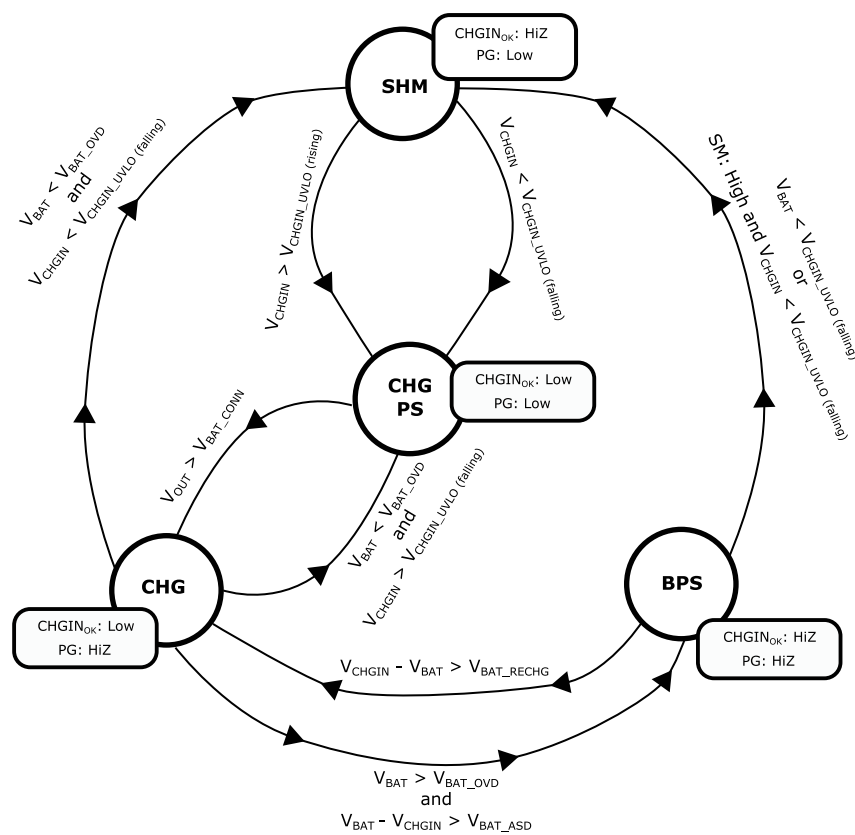 CHGINOK: HiZ
PG: Low
SHM
VBAT < VBAT_OVD
and
VCHGIN < VCHGIN_UVLO (falling)
VCHGIN > VCHGIN_UVLO (rising)
VCHGIN < VCHGIN_UVLO (falling)
VBAT < VCHGIN_UVLO (falling)
or
SM: High and VCHGIN < VCHGIN_UVLO (falling)
CHG
PS
CHGINOK: Low
PG: Low
VOUT > VBAT_CONN
VBAT < VBAT_OVD
and
VCHGIN > VCHGIN_UVLO (falling)
CHG
CHGINOK: Low
PG: HiZ
BPS
CHGINOK: HiZ
PG: HiZ
VCHGIN - VBAT > VBAT_RECHG
VBAT > VBAT_OVD
and
VBAT - VCHGIN > VBAT_ASD